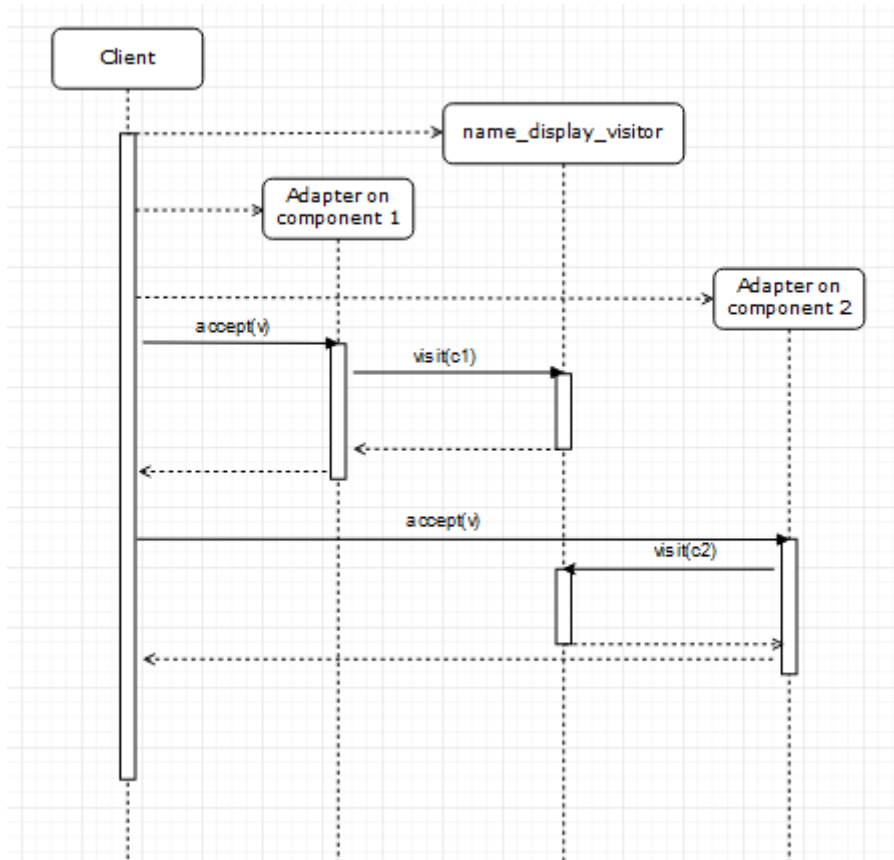 Client
name_display_visitor
Adapter on
component 1
Adapter on
component 2
accept(v)
visit(c1)
accept(v)
visit(c2)